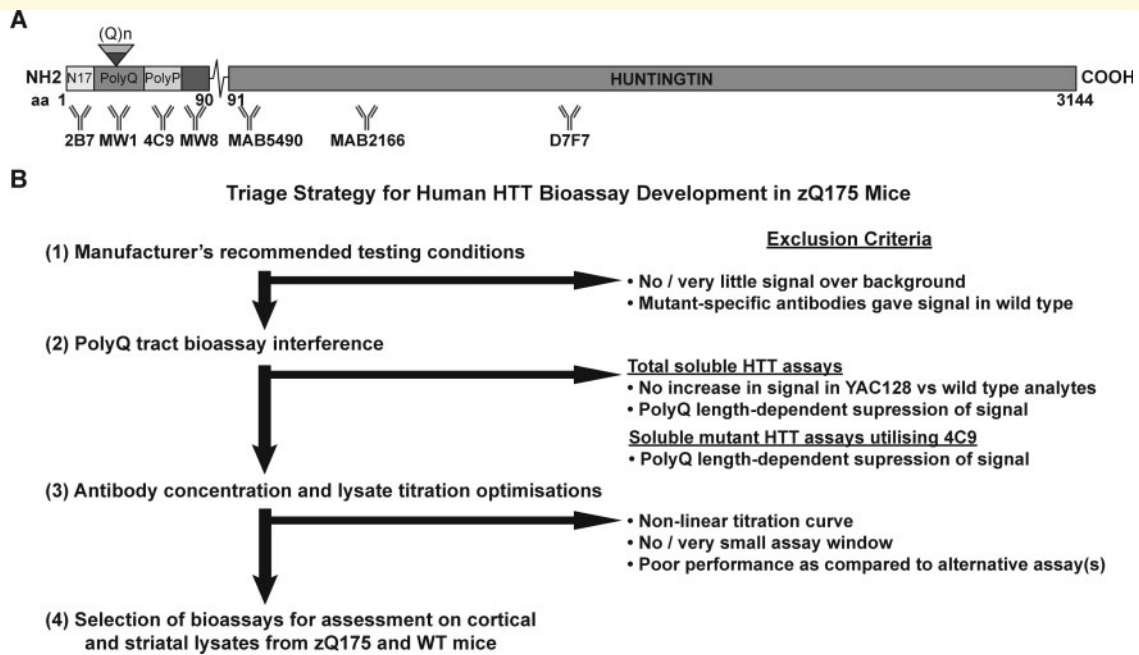 A
(Q)n
NH2 N17 PolyQ PolyP HUNTINGTIN COOH
aa 1 90 91 3144
2B7 MW1 4C9 MW8 MAB5490 MAB2166 D7F7
B
Triage Strategy for Human HTT Bioassay Development in zQ175 Mice
Exclusion Criteria
(1) Manufacturer's recommended testing conditions
• No / very little signal over background
• Mutant-specific antibodies gave signal in wild type
(2) PolyQ tract bioassay interference
Total soluble HTT assays
• No increase in signal in YAC128 vs wild type analytes
• PolyQ length-dependent supression of signal
Soluble mutant HTT assays utilising 4C9
• PolyQ length-dependent supression of signal
(3) Antibody concentration and lysate titration optimisations
• Non-linear titration curve
• No / very small assay window
• Poor performance as compared to alternative assay(s)
(4) Selection of bioassays for assessment on cortical
and striatal lysates from zQ175 and WT mice